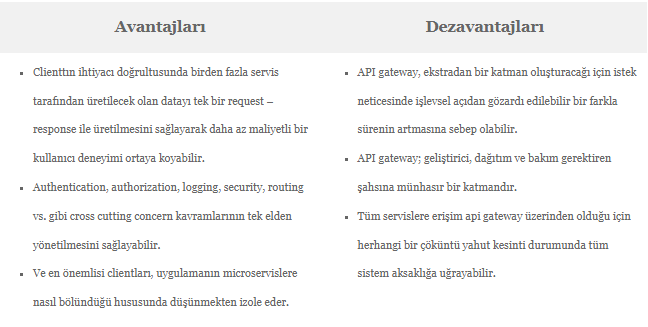 Avantajları
Clienttın ihtiyacı doğrultusunda birden fazla servis
tarafından üretilecek olan datayı tek bir request –
response ile üretilmesini sağlayarak daha az maliyetli bir
kullanıcı deneyimi ortaya koyabilir.
Authentication, authorization, logging, security, routing
vs. gibi cross cutting concern kavramlarının tek elden
yönetilmesini sağlayabilir.
Ve en önemlisi clientları, uygulamanın microservislere
nasıl bölündüğü hususunda düşünmekten izole eder.
Dezavantajları
API gateway, ekstradan bir katman oluşturacağı için istek
neticesinde işlevsel açıdan gözardı edilebilir bir farkla
sürenin artmasına sebep olabilir.
API gateway; geliştirici, dağıtım ve bakım gerektiren
şahsına münhasır bir katmandır.
Tüm servislere erişim api gateway üzerinden olduğu için
herhangi bir çöküntü yahut kesinti durumunda tüm
sistem aksaklığa uğrayabilir.